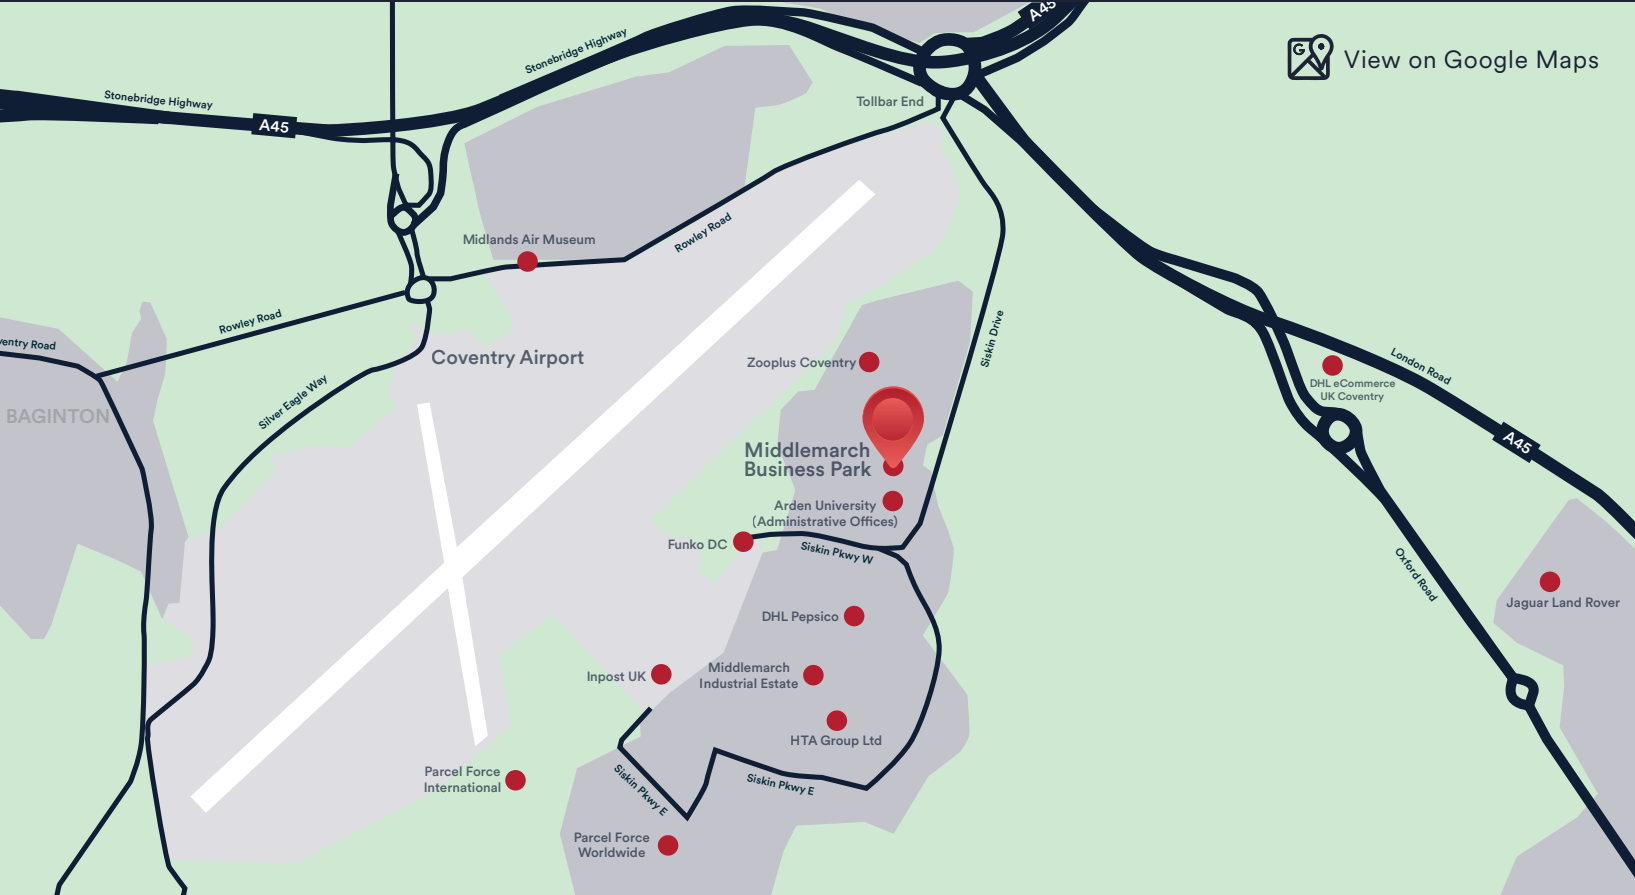 A45
Stonebridge Highway
G
View on Google Maps
Stonebridge Highway
A45
Tollbar End
Midlands Air Museum
Rowley Road
Rowley Road
ventry Road
Coventry Airport
Siskin Drive
Zooplus Coventry
London Road
DHL eCommerce
UK Coventry
Silver Eagle Way
BAGINTON
A45
Middlemarch
Business Park
Arden University
(Administrative Offices)
Funko DC
Siskin Pkwy W
Oxford Road
Jaguar Land Rover
DHL Pepsico
Inpost UK
Middlemarch
Industrial Estate
HTA Group Ltd
Parcel Force
International
Siskin Pkwy E
Siskin Pkwy E
Parcel Force
Worldwide